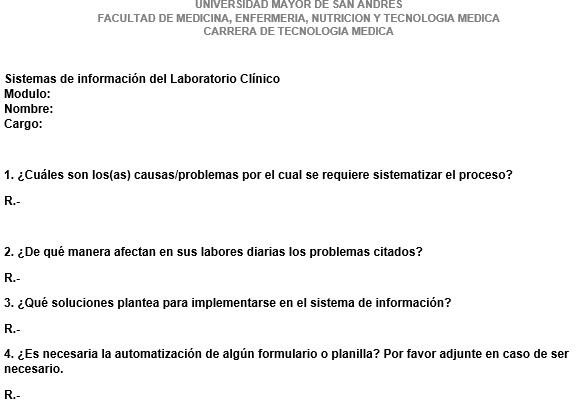 UNIVERSIDAD MAYOR DE SAN ANDRES
FACULTAD DE MEDICINA, ENFERMERIA, NUTRICION Y TECNOLOGIA MEDICA
CARRERA DE TECNOLOGIA MEDICA
Sistemas de información del Laboratorio Clínico
Modulo:
Nombre:
Cargo:
1. ¿Cuáles son los(as) causas/problemas por el cual se requiere sistematizar el proceso?
R.-
2. ¿De qué manera afectan en sus labores diarias los problemas citados?
R.-
3. ¿Qué soluciones plantea para implementarse en el sistema de información?
R.-
4. ¿Es necesaria la automatización de algún formulario o planilla? Por favor adjunte en caso de ser
necesario.
R.-